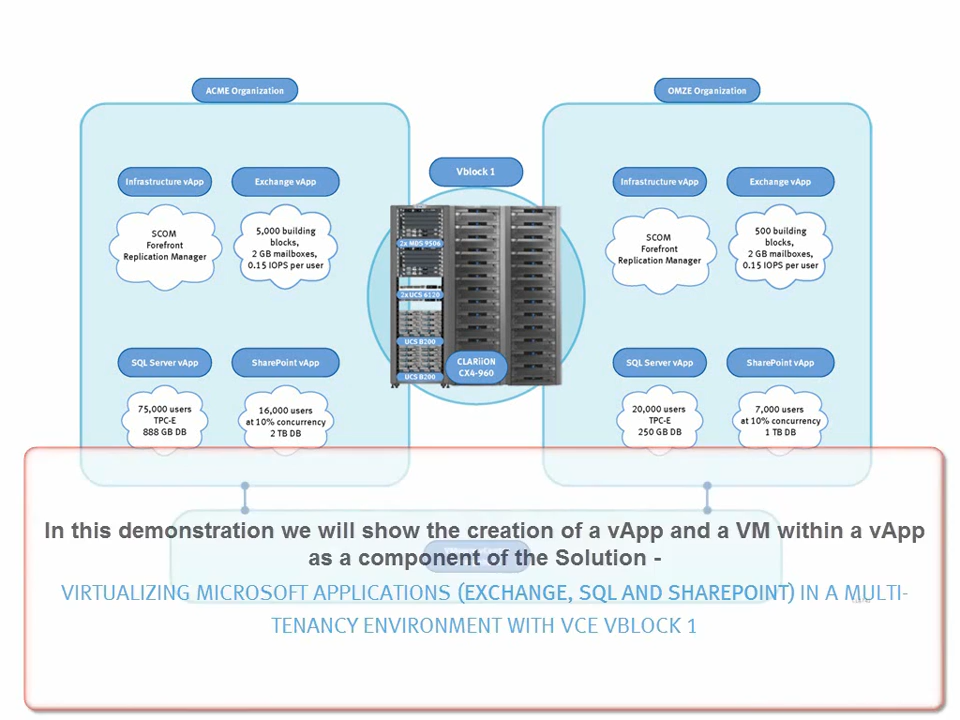 ACME Organization
OMZE Organization
Vblock 1
Infrastructure vApp
Exchange vApp
SCOM
Forefront
Replication Manager
5,000 building
blocks,
2 GB mailboxes,
0.15 IOPS per user
SQL Server vApp
SharePoint vApp
75,000 users
TPC-E
888 GB DB
16,000 users
at 10% concurrency
2 TB DB
2x MDS 9506
2x UCS 6120
UCS B200
UCS B200
CLARiiON
CX4-960
Infrastructure vApp
Exchange vApp
SCOM
Forefront
Replication Manager
500 building
blocks,
2 GB mailboxes,
0.15 IOPS per user
SQL Server vApp
SharePoint vApp
20,000 users
TPC-E
250 GB DB
7,000 users
at 10% concurrency
1 TB DB
In this demonstration we will show the creation of a vApp and a VM within a vApp
as a component of the Solution -
VIRTUALIZING MICROSOFT APPLICATIONS (EXCHANGE, SQL AND SHAREPOINT) IN A MULTI-
TENANCY ENVIRONMENT WITH VCE VBLOCK 1